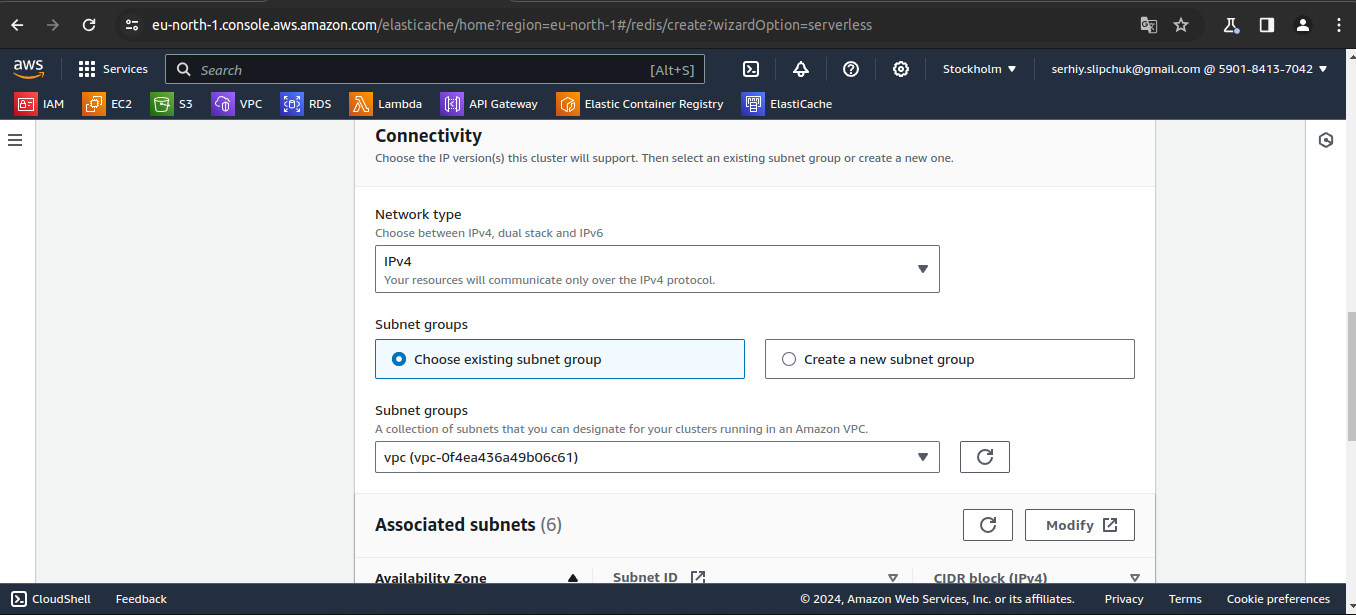 eu-north-1.console.aws.amazon.com/elasticache/home?region=eu-north-1#/redis/create?wizardOption=serverless
aws Services Search [Alt+S] Stockholm serhiy.slipchuk@gmail.com @ 5901-8413-7042
IAM EC2 S3 VPC RDS Lambda API Gateway Elastic Container Registry ElastiCache
Connectivity
Choose the IP version(s) this cluster will support. Then select an existing subnet group or create a new one.
Network type
Choose between IPv4, dual stack and IPv6
IPv4
Your resources will communicate only over the IPv4 protocol.
Subnet groups
Choose existing subnet group Create a new subnet group
Subnet groups
A collection of subnets that you can designate for your clusters running in an Amazon VPC.
vpc (vpc-0f4ea436a49b06c61)
Associated subnets (6) Modify
Availability Zone Subnet ID CIDR block (IPv4)
CloudShell Feedback © 2024, Amazon Web Services, Inc. or its affiliates. Privacy Terms Cookie preferences